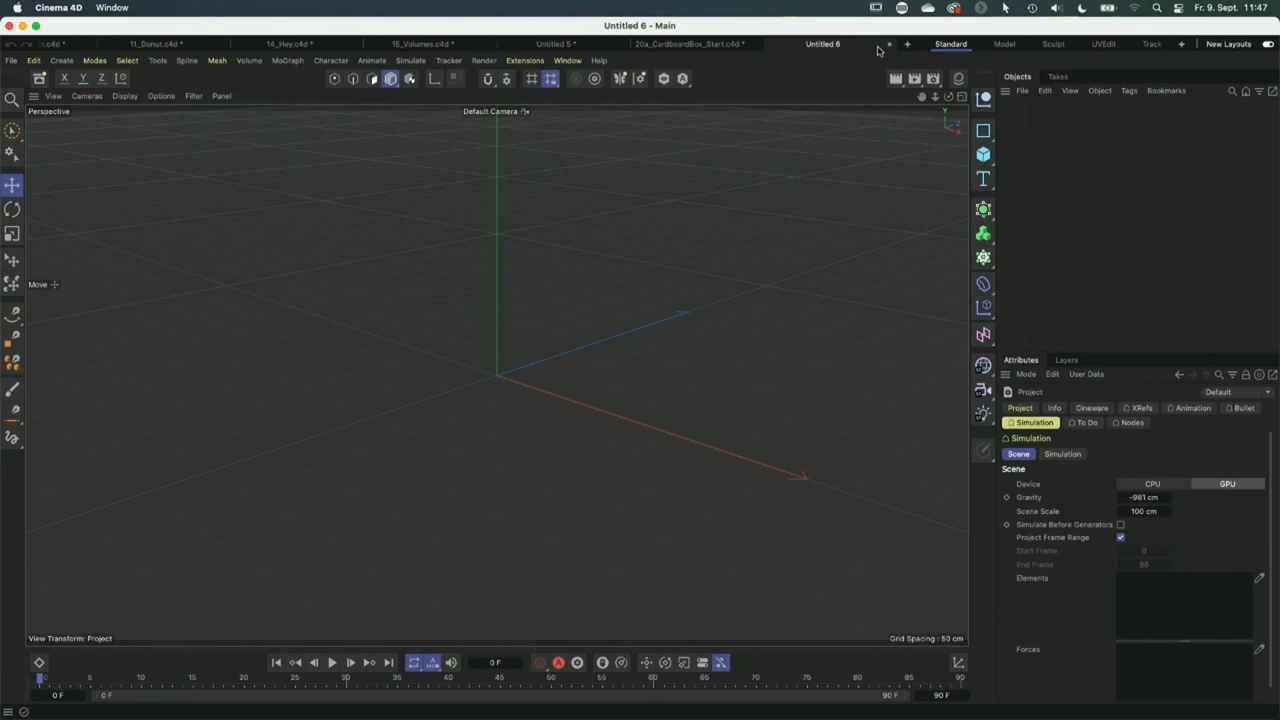 Cinema 4D Window Fr. 9. Sept. 11:47
Untitled 6 - Main
.c4d * 11_Donut.c4d * 14_Hey.c4d * 15_Volumes.c4d * Untitled 5 * 20a_CardboardBox_Start.c4d * Untitled 6 × + Standard Model Sculpt UVEdit Track + New Layouts
File Edit Create Modes Select Tools Spline Mesh Volume MoGraph Character Animate Simulate Tracker Render Extensions Window Help
X Y Z
View Cameras Display Options Filter Panel
Perspective
Default Camera
Y
Z
X
Move
View Transform: Project
Grid Spacing : 50 cm
Objects Takes
File Edit View Object Tags Bookmarks
Attributes Layers
Mode Edit User Data
Project Default
Project Info Cineware XRefs Animation Bullet
Simulation To Do Nodes
Simulation
Scene Simulation
Scene
Device CPU GPU
Gravity -981 cm
Scene Scale 100 cm
Simulate Before Generators
Project Frame Range
Start Frame 0
End Frame 90
Elements
Forces
0 F
0 5 10 15 20 25 30 35 40 45 50 55 60 65 70 75 80 85 90
0 F 0 F 90 F 90 F